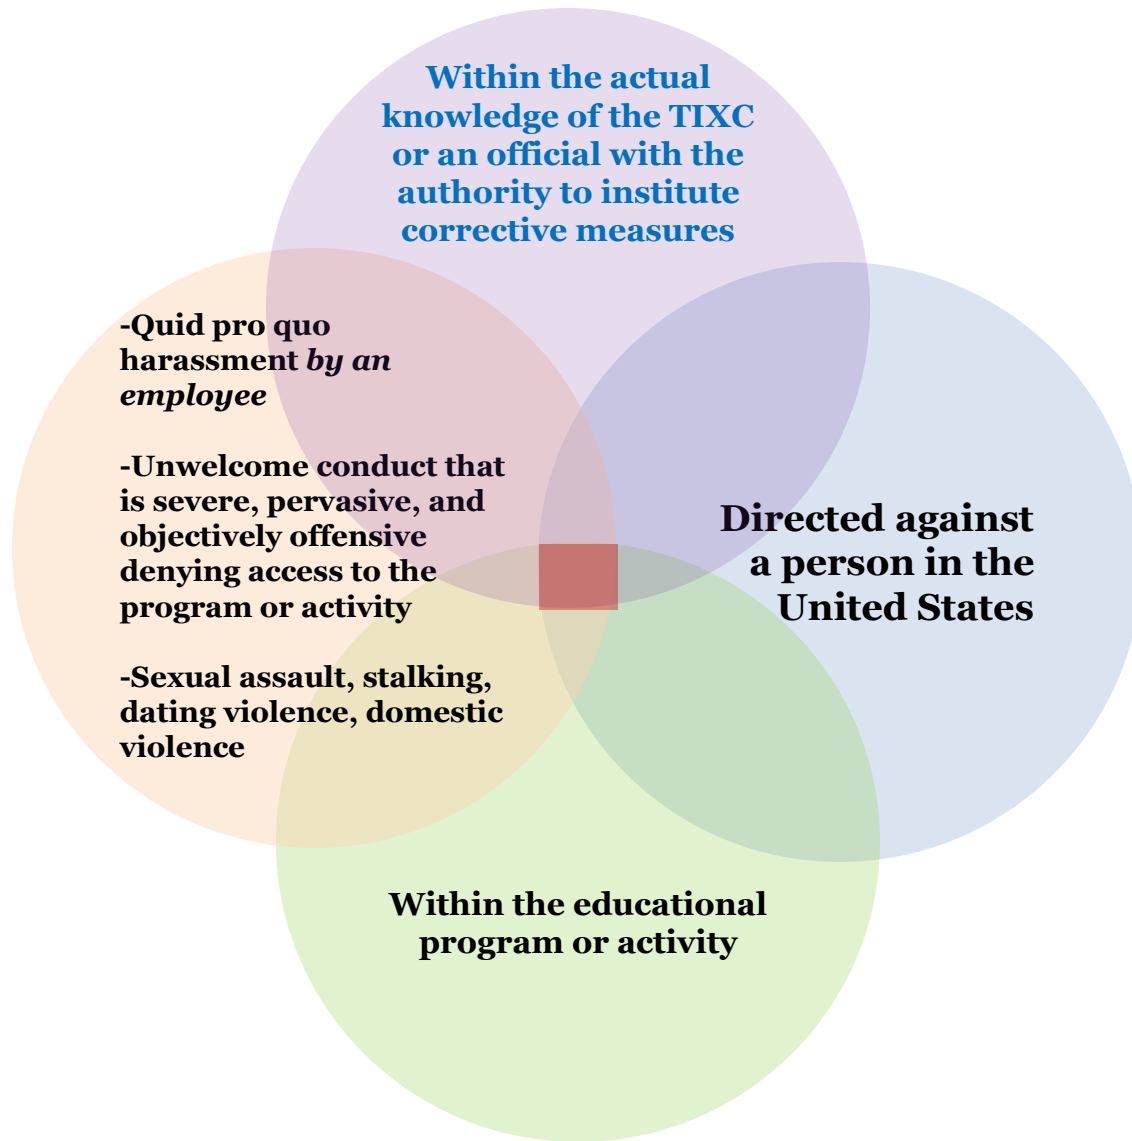 Within the actual
knowledge of the TIXC
or an official with the
authority to institute
corrective measures
-Quid pro quo
harassment by an
employee
-Unwelcome conduct that
is severe, pervasive, and
objectively offensive
denying access to the
program or activity
-Sexual assault, stalking,
dating violence, domestic
violence
Directed against
a person in the
United States
Within the educational
program or activity